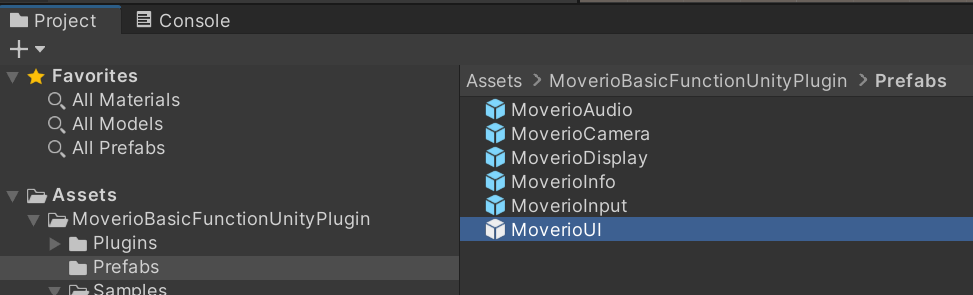 Project
Console
Favorites
All Materials
All Models
All Prefabs
Assets
MoverioBasicFunctionUnityPlugin
Plugins
Prefabs
Samples
Assets > MoverioBasicFunctionUnityPlugin > Prefabs
MoverioAudio
MoverioCamera
MoverioDisplay
MoverioInfo
MoverioInput
MoverioUI